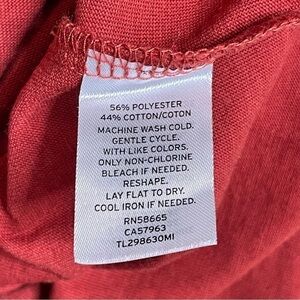 56% POLYESTER
44% COTTON/COTON
MACHINE WASH COLD.
GENTLE CYCLE.
WITH LIKE COLORS.
ONLY NON-CHLORINE
BLEACH IF NEEDED.
RESHAPE.
LAY FLAT TO DRY.
COOL IRON IF NEEDED.
RN58665
CA57963
TL298630MI